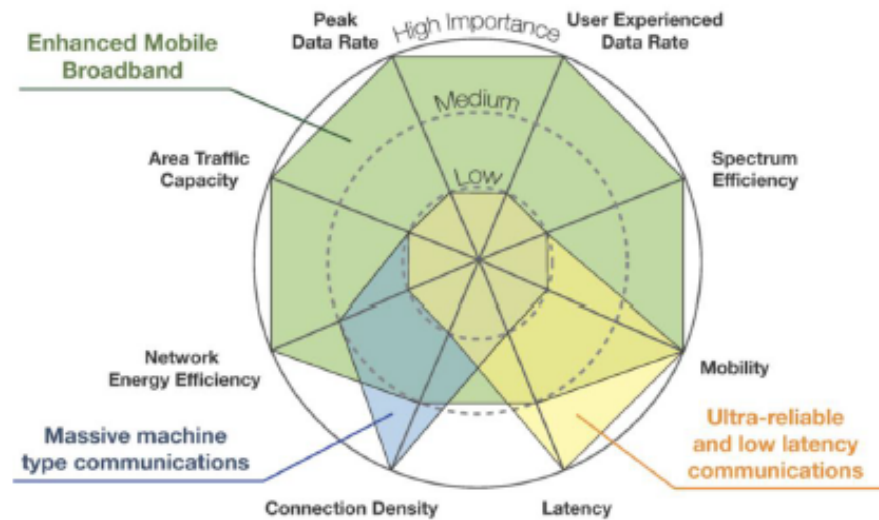 Peak
Data Rate
High Importance
User Experienced
Data Rate
Enhanced Mobile
Broadband
Medium
Area Traffic
Capacity
Low
Spectrum
Efficiency
Network
Energy Efficiency
Mobility
Massive machine
type communications
Ultra-reliable
and low latency
communications
Connection Density
Latency